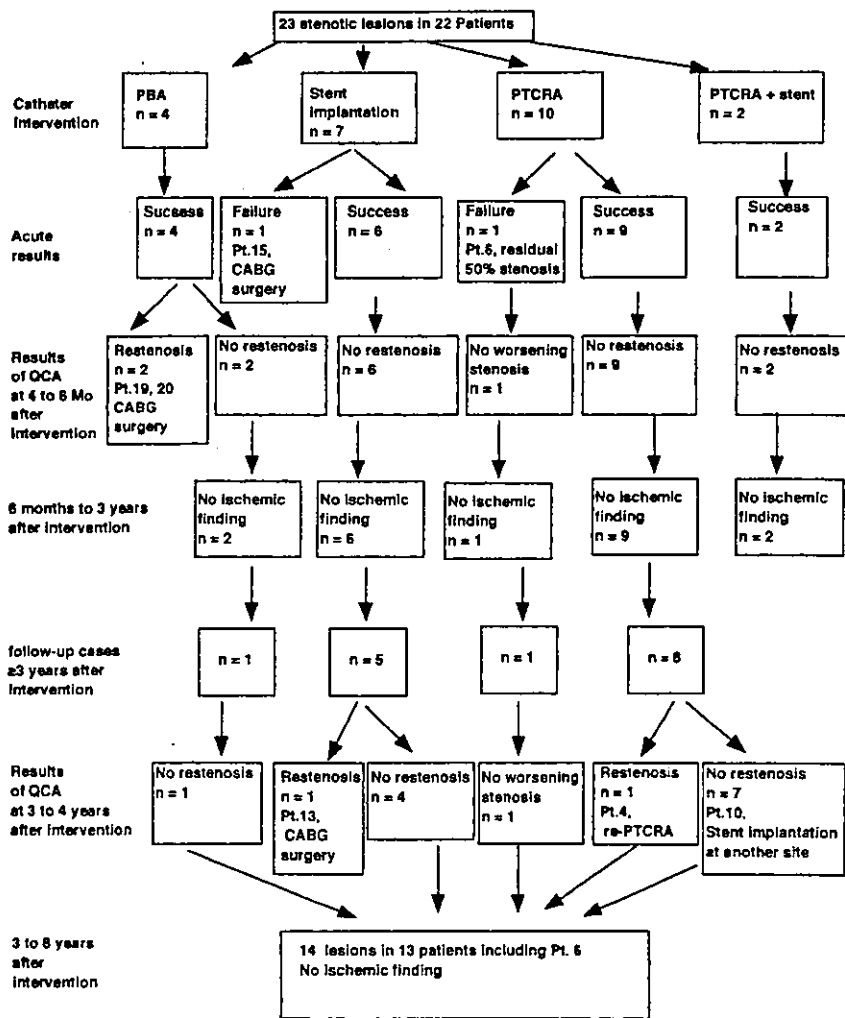 23 stenotic lesions in 22 Patients
Catheter
Intervention
PBA
n = 4
Stent
implantation
n = 7
PTCRA
n = 10
PTCRA + stent
n = 2
Acute
results
Sucsess
n = 4
Failure
n = 1
Pt.15,
CABG
surgery
Success
n = 6
Failure
n = 1
Pt.6, residual
50% stenosis
Success
n = 9
Success
n = 2
Results
of QCA
at 4 to 6 Mo
after
Intervention
Restenosis
n = 2
Pt.19, 20
CABG
surgery
No restenosis
n = 2
No restenosis
n = 6
No worsening
stenosis
n = 1
No restenosis
n = 9
No restenosis
n = 2
6 months to 3 years
after intervention
No ischemic
finding
n = 2
No ischemic
finding
n = 6
No ischemic
finding
n = 1
No ischemic
finding
n = 9
No ischemic
finding
n = 2
follow-up cases
≥3 years after
Intervention
n = 1
n = 5
n = 1
n = 8
Results
of QCA
at 3 to 4 years
after intervention
No restenosis
n = 1
Restenosis
n = 1
Pt.13,
CABG
surgery
No restenosis
n = 4
No worsening
stenosis
n = 1
Restenosis
n = 1
Pt.4,
re-PTCRA
No restenosis
n = 7
Pt.10,
Stent implantation
at another site
3 to 8 years
after
intervention
14 lesions in 13 patients including Pt. 6
No ischemic finding